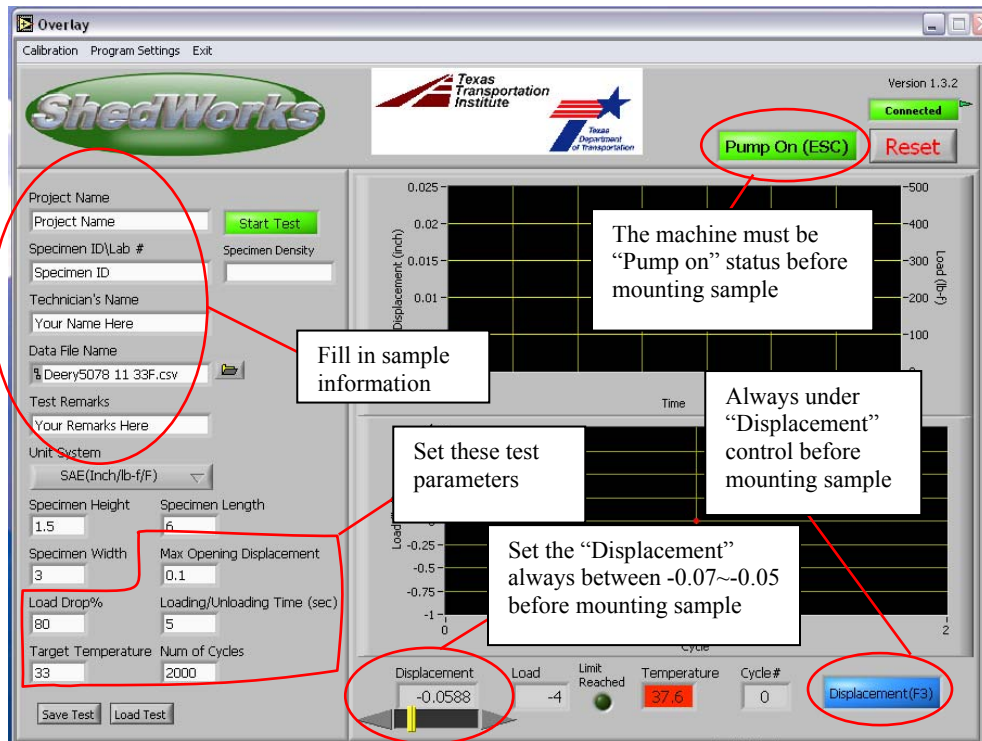 Overlay
Calibration Program Settings Exit
ShedWorks
Texas
Transportation
Institute
Texas
Department
of Transportation
Version 1.3.2
Connected
Pump On (ESC)
Reset
Project Name
Project Name
Start Test
Specimen ID\Lab #
Specimen Density
Specimen ID
Technician's Name
Your Name Here
Data File Name
Deery5078 11 33F.csv
Test Remarks
Your Remarks Here
Unit System
SAE(Inch/lb-f/F)
Specimen Height Specimen Length
1.5 6
Specimen Width Max Opening Displacement
3 0.1
Load Drop% Loading/Unloading Time (sec)
80 5
Target Temperature Num of Cycles
33 2000
Save Test Load Test
Fill in sample
information
0.025
0.02
0.015
0.01
Displacement (inch)
500
400
300
200
100
Load (lb-f)
Time
The machine must be
“Pump on” status before
mounting sample
Always under
“Displacement”
control before
mounting sample
Set these test
parameters
Load
-0.25
-0.5
-0.75
-1
0
2
Cycle
Set the “Displacement”
always between -0.07~-0.05
before mounting sample
Displacement Load Limit
Reached Temperature Cycle#
-0.0588 -4 37.6 0
Displacement(F3)